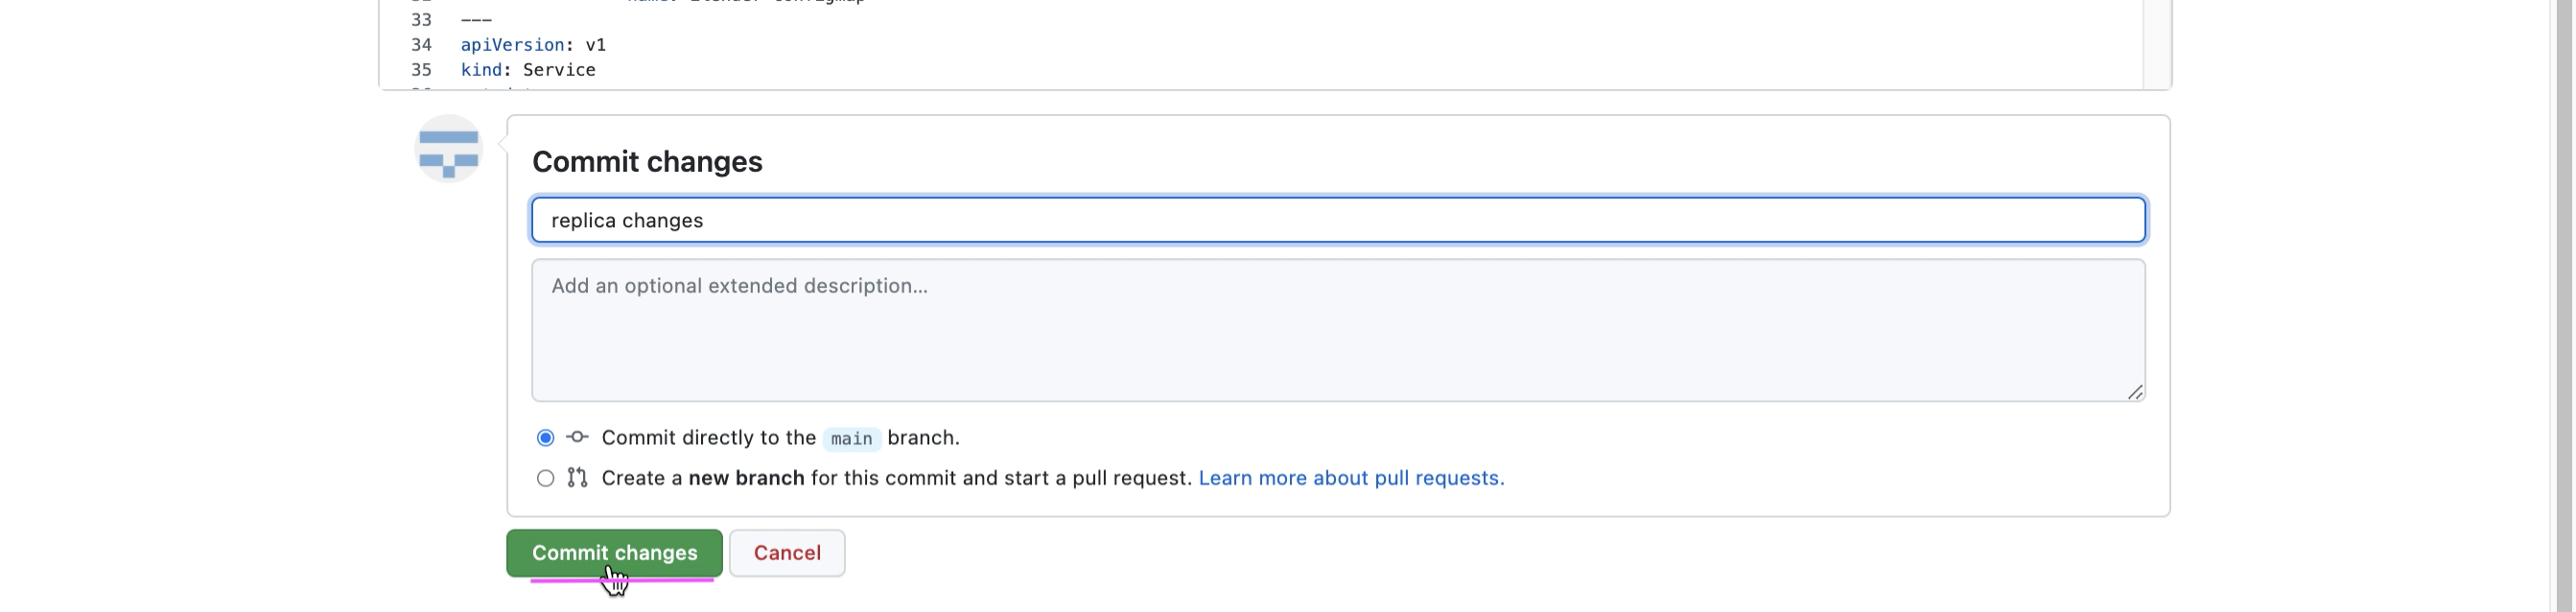 33 ---
34 apiVersion: v1
35 kind: Service
Commit changes
replica changes
Add an optional extended description...
Commit directly to the main branch.
Create a new branch for this commit and start a pull request. Learn more about pull requests.
Commit changes Cancel